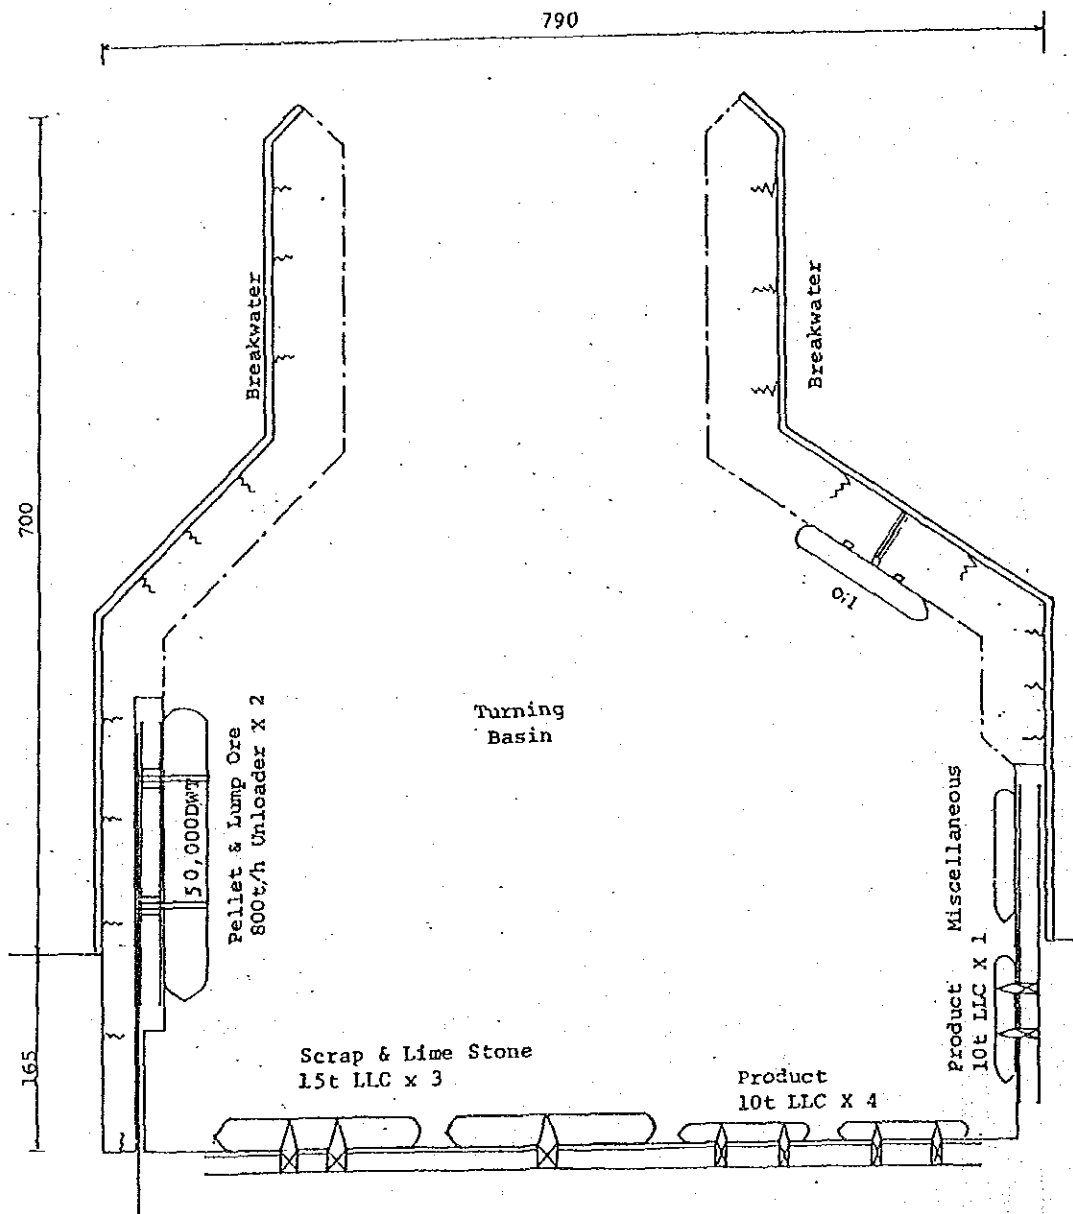 790
Breakwater
Breakwater
700
Oil
Turning
Basin
Pellet & Lump Ore
800t/h Unloader X 2
50,000DWT
Miscellaneous
Product
10t LLC X 1
165
Scrap & Lime Stone
15t LLC x 3
Product
10t LLC X 4